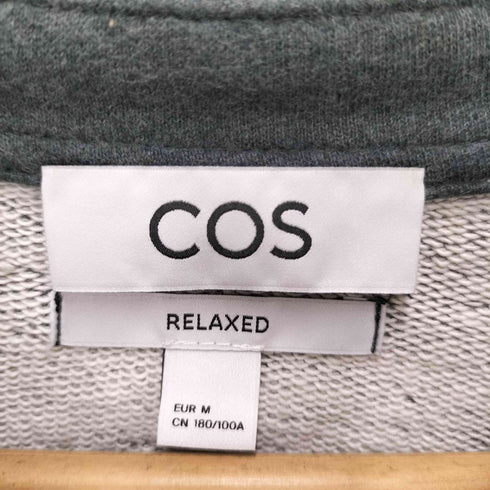 COS
RELAXED
EUR M
CN 180/100A